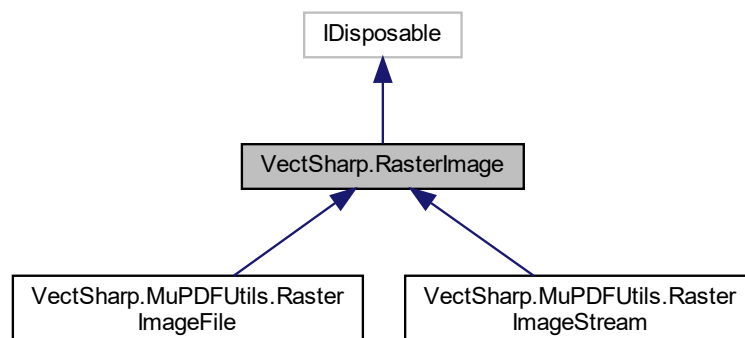 IDisposable
VectSharp.RasterImage
VectSharp.MuPDFUtils.Raster
ImageFile
VectSharp.MuPDFUtils.Raster
ImageStream